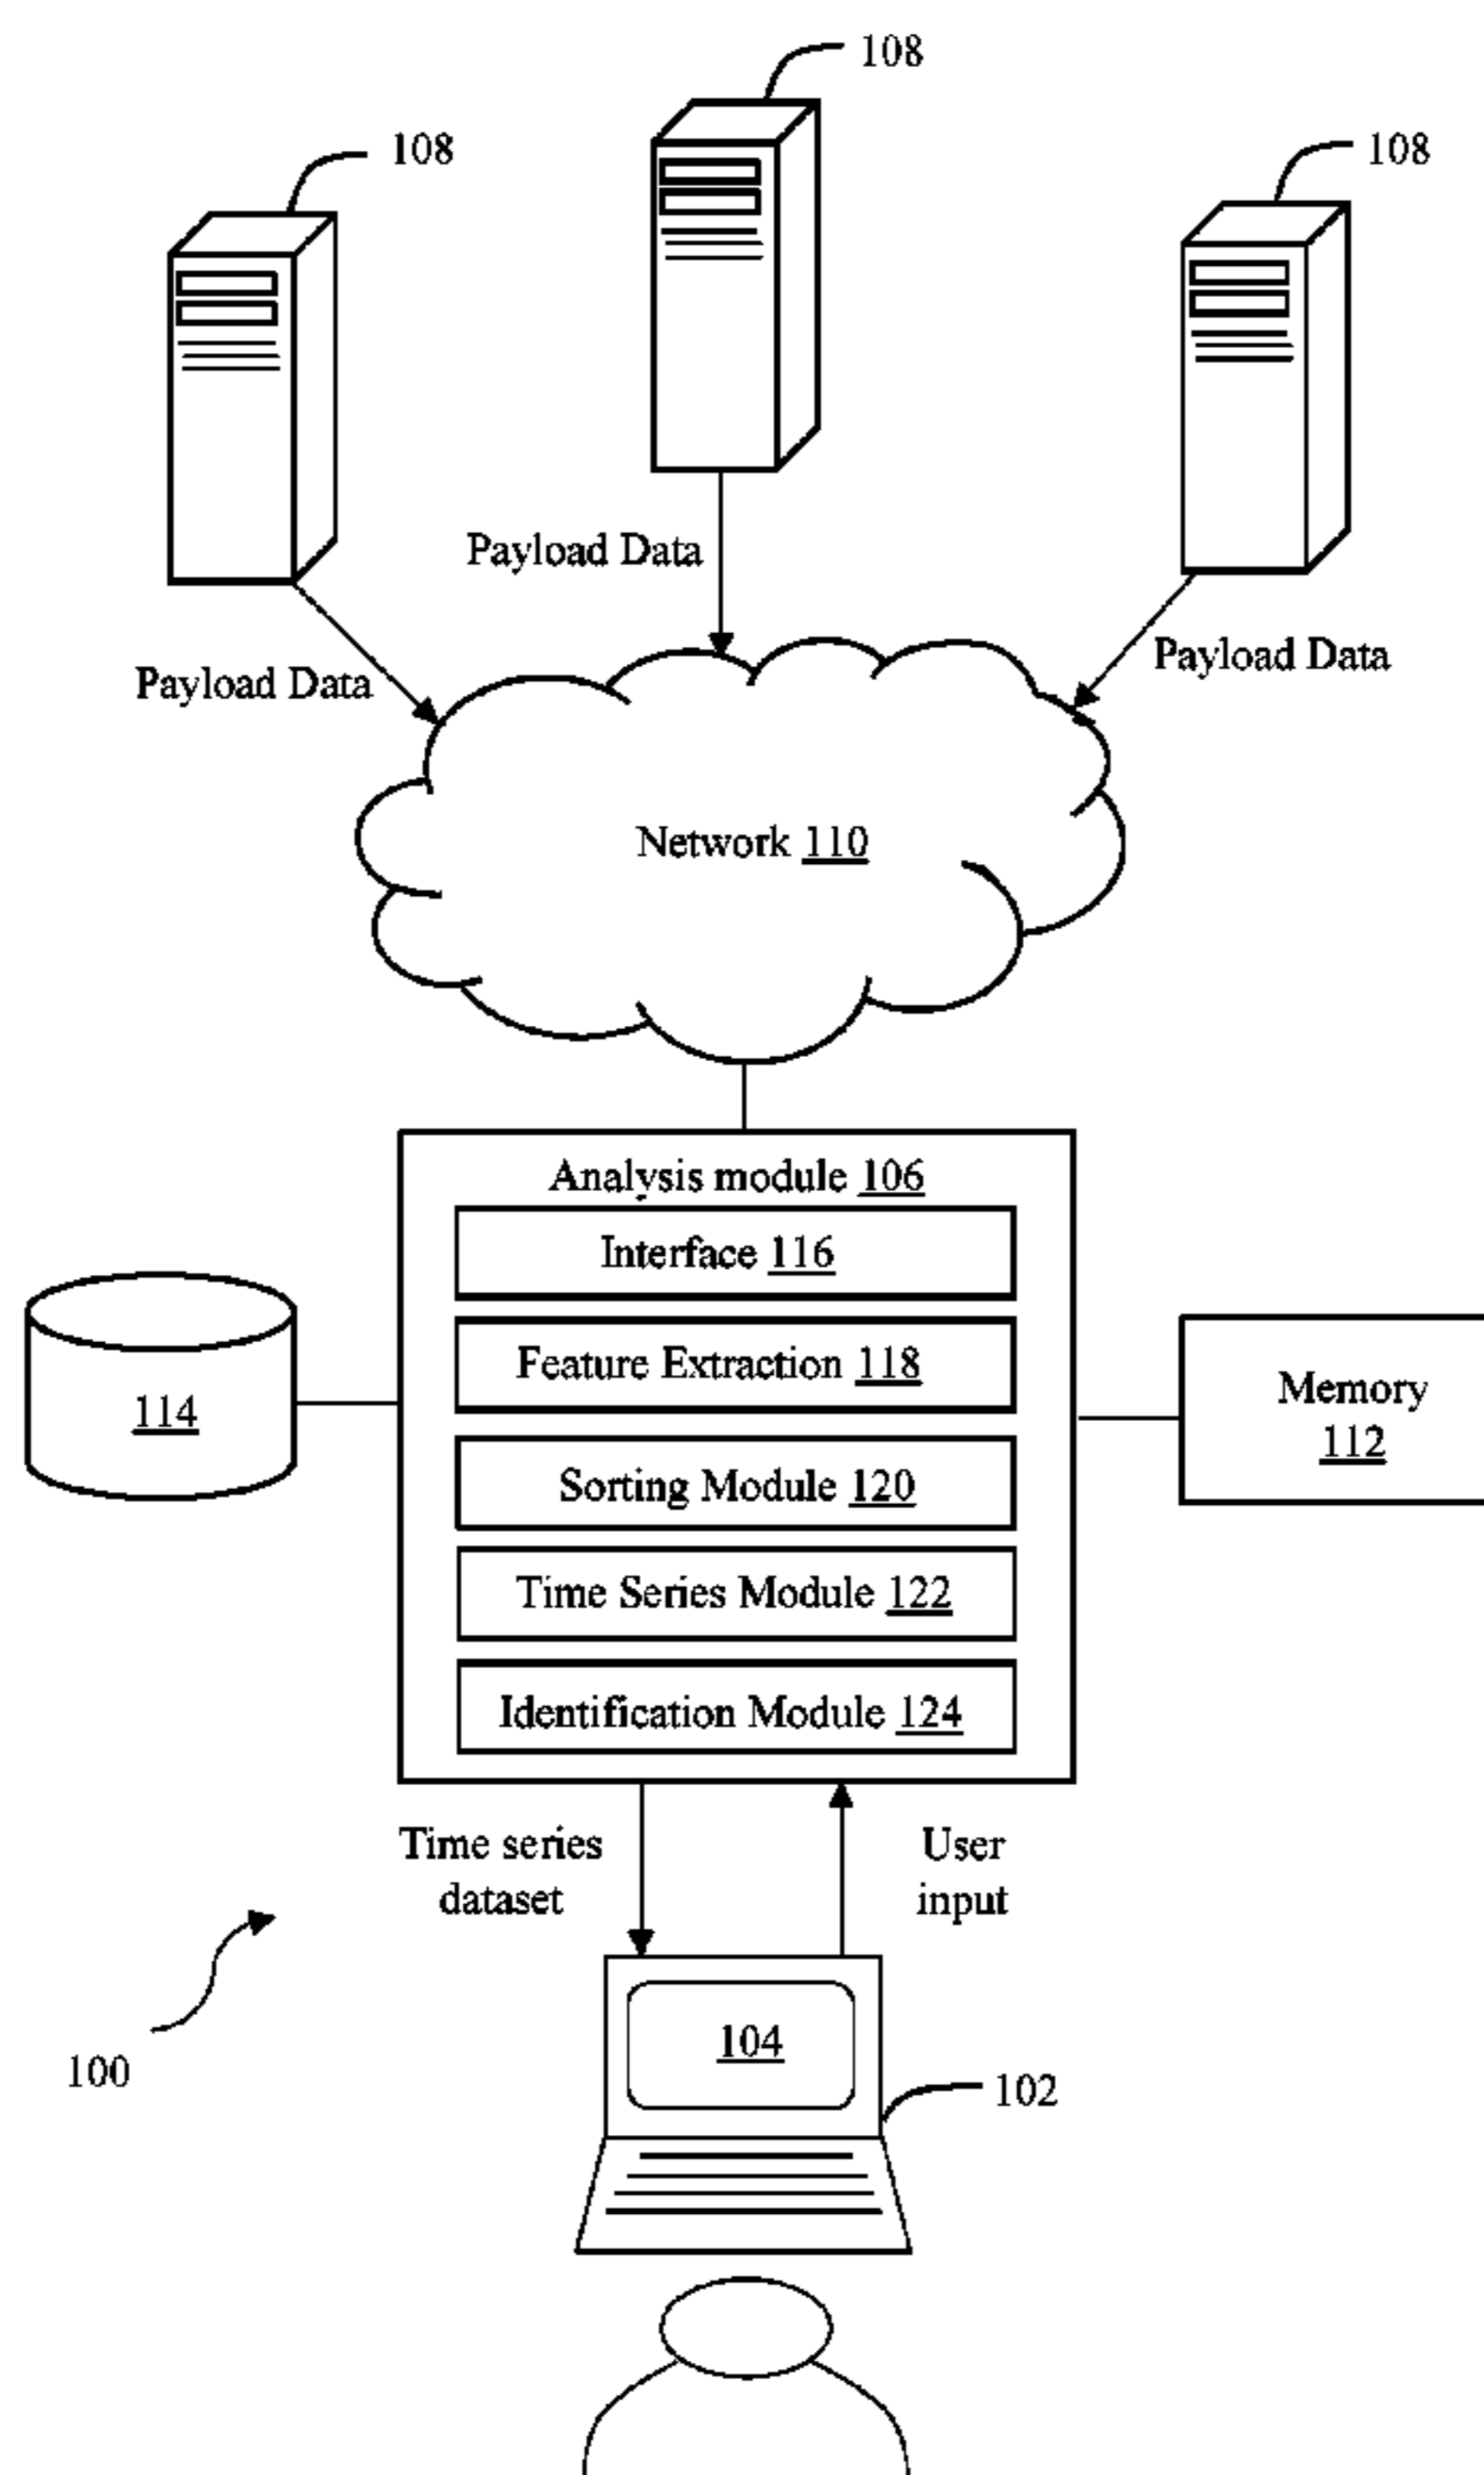 108
108
108
Payload Data
Payload Data
Payload Data
Network 110
Analysis module 106
Interface 116
Feature Extraction 118
114
Memory
112
Sorting Module 120
Time Series Module 122
Identification Module 124
Time series
dataset
User
input
100
104
102